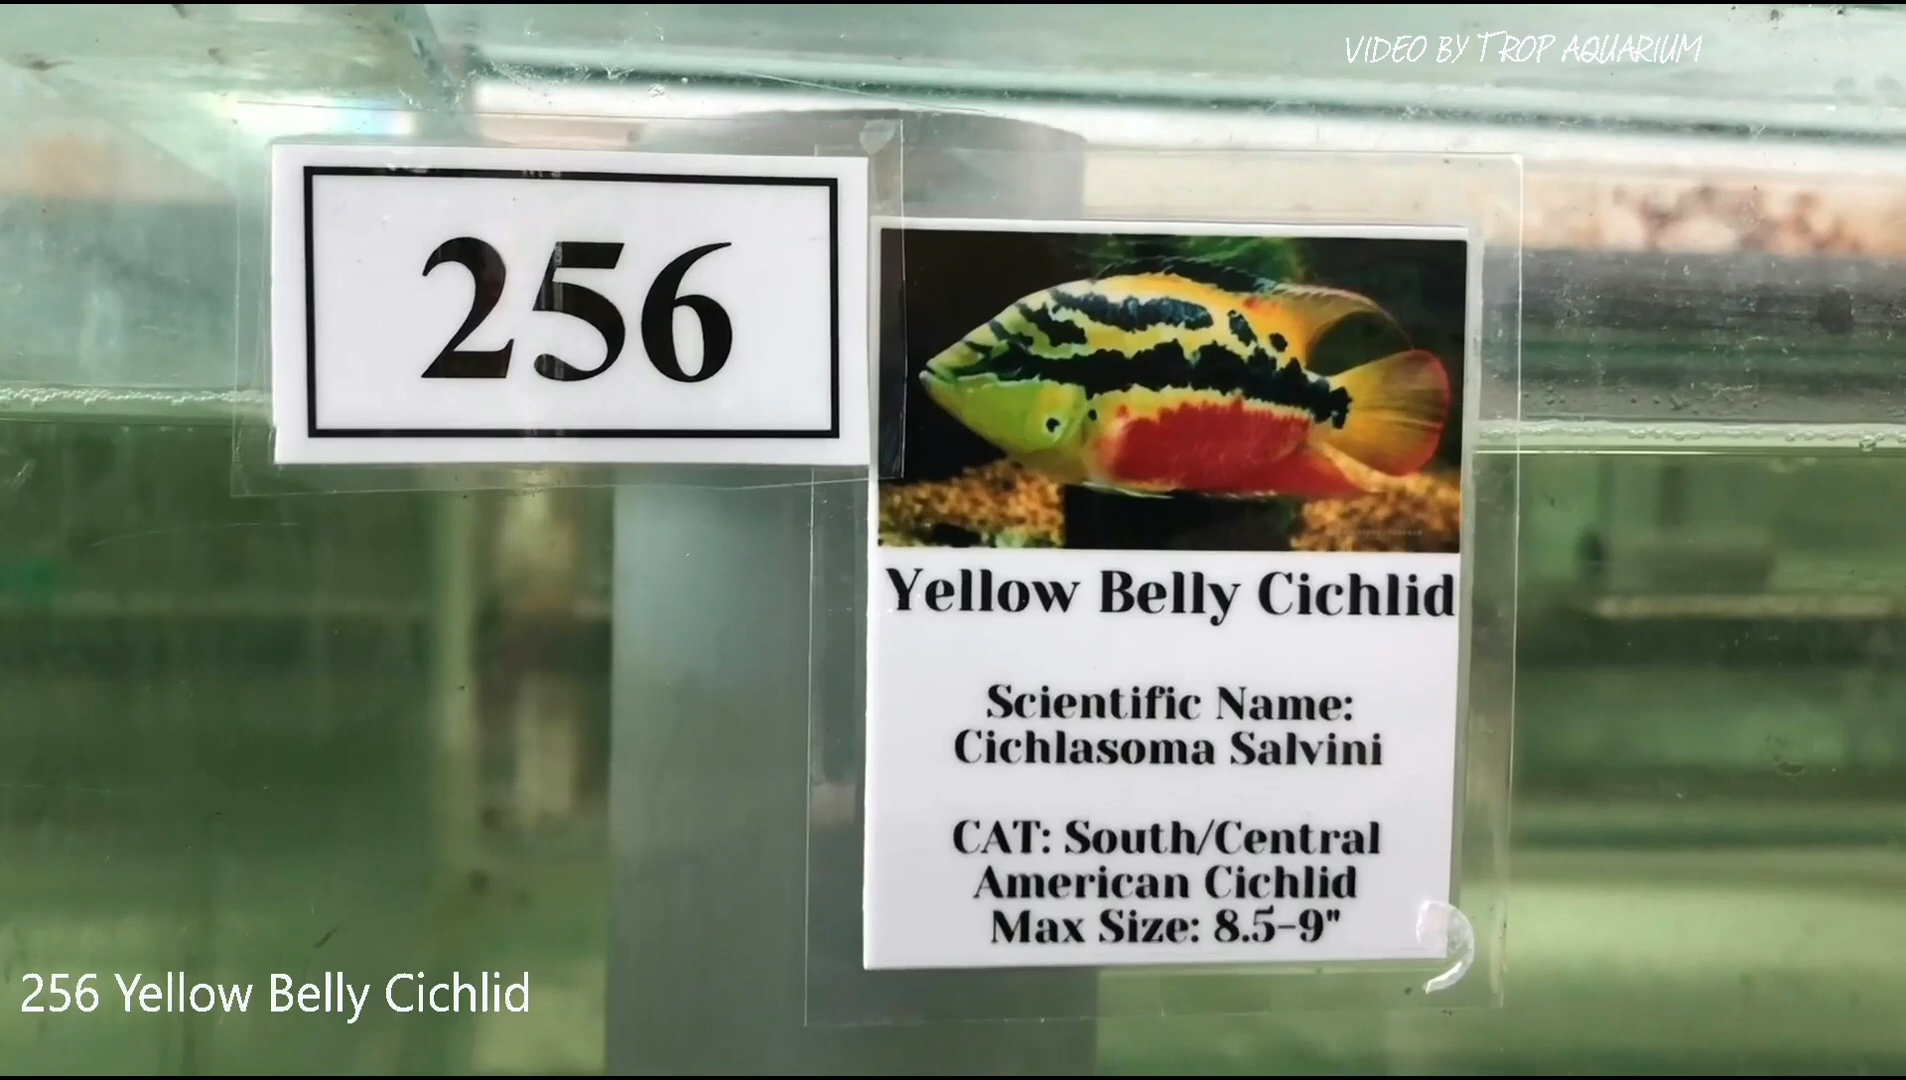 VIDEO BY TROP AQUARIUM
256
Yellow Belly Cichlid
Scientific Name:
Cichlasoma Salvini
CAT: South/Central
American Cichlid
Max Size: 8.5-9"
256 Yellow Belly Cichlid